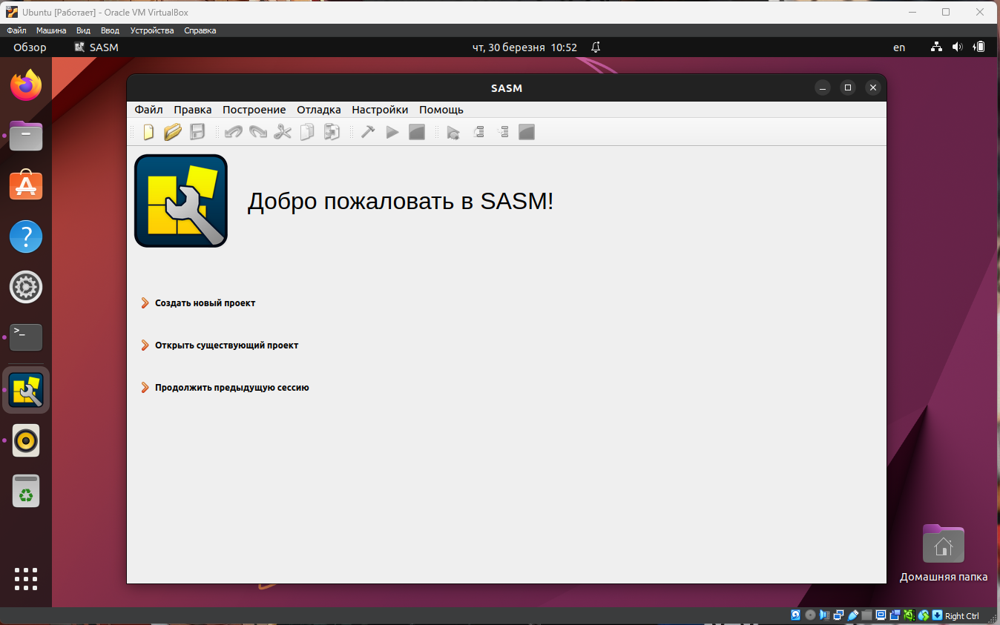 Ubuntu [Работает] - Oracle VM VirtualBox
Файл Машина Вид Ввод Устройства Справка
Обзор SASM чт, 30 березня 10:52 en
SASM
Файл Правка Построение Отладка Настройки Помощь
Добро пожаловать в SASM!
Создать новый проект
Открыть существующий проект
Продолжить предыдущую сессию
Домашняя папка
Right Ctrl